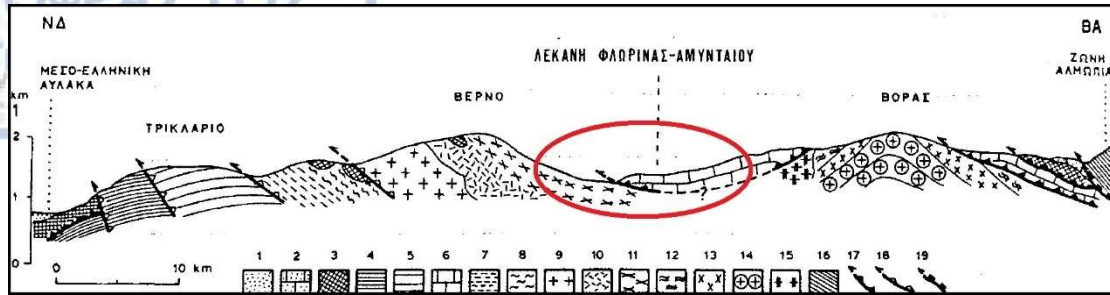 ΝΔ
ΒΑ
ΛΕΚΑΝΗ ΦΛΩΡΙΝΑΣ-ΑΜΥΝΤΑΙΟΥ
ΜΕΣΟ-ΕΛΛΗΝΙΚΗ
ΑΥΛΑΚΑ
ΖΩΝΗ
ΑΛΜΩΠΙΑΣ
km
1
2
1
0
ΤΡΙΚΛΑΡΙΟ
ΒΕΡΝΟ
ΒΟΡΑΣ
?
0 10 km
1 2 3 4 5 6 7 8 9 10 11 12 13 14 15 16 17 18 19